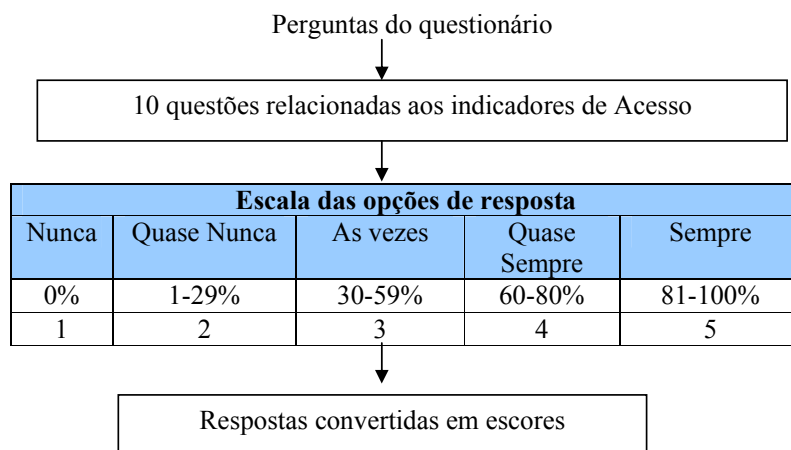 Perguntas do questionário
10 questões relacionadas aos indicadores de Acesso
Escala das opções de resposta
Nunca Quase Nunca As vezes Quase Sempre Sempre
0% 1-29% 30-59% 60-80% 81-100%
1 2 3 4 5
Respostas convertidas em escores